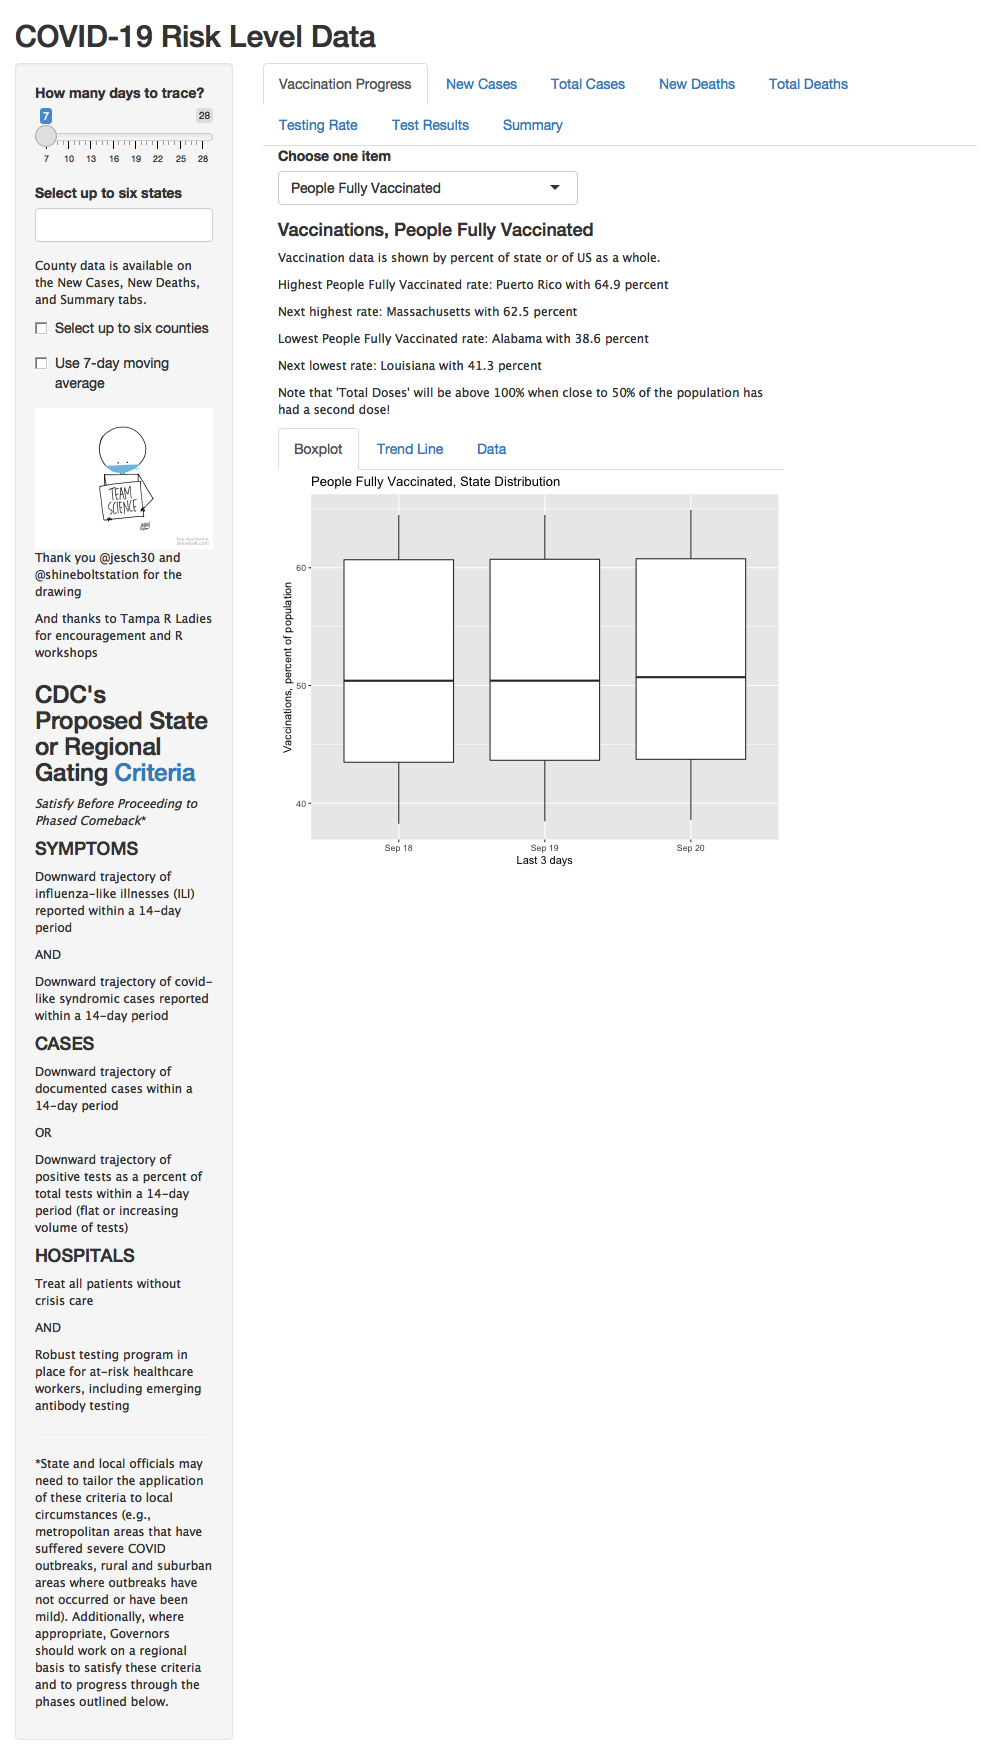 COVID-19 Risk Level Data
How many days to trace?
7
28
7 10 13 16 19 22 25 28
Select up to six states
County data is available on
the New Cases, New Deaths,
and Summary tabs.
Select up to six counties
Use 7-day moving
average
TEAM
SCIENCE
free download at
shinebolt.com
Thank you @jesch30 and
@shineboltstation for the
drawing
And thanks to Tampa R Ladies
for encouragement and R
workshops
CDC's
Proposed State
or Regional
Gating Criteria
Satisfy Before Proceeding to
Phased Comeback*
SYMPTOMS
Downward trajectory of
influenza-like illnesses (ILI)
reported within a 14-day
period
AND
Downward trajectory of covid-
like syndromic cases reported
within a 14-day period
CASES
Downward trajectory of
documented cases within a
14-day period
OR
Downward trajectory of
positive tests as a percent of
total tests within a 14-day
period (flat or increasing
volume of tests)
HOSPITALS
Treat all patients without
crisis care
AND
Robust testing program in
place for at-risk healthcare
workers, including emerging
antibody testing
*State and local officials may
need to tailor the application
of these criteria to local
circumstances (e.g.,
metropolitan areas that have
suffered severe COVID
outbreaks, rural and suburban
areas where outbreaks have
not occurred or have been
mild). Additionally, where
appropriate, Governors
should work on a regional
basis to satisfy these criteria
and to progress through the
phases outlined below.
Vaccination Progress New Cases Total Cases New Deaths Total Deaths
Testing Rate Test Results Summary
Choose one item
People Fully Vaccinated
Vaccinations, People Fully Vaccinated
Vaccination data is shown by percent of state or of US as a whole.
Highest People Fully Vaccinated rate: Puerto Rico with 64.9 percent
Next highest rate: Massachusetts with 62.5 percent
Lowest People Fully Vaccinated rate: Alabama with 38.6 percent
Next lowest rate: Louisiana with 41.3 percent
Note that 'Total Doses' will be above 100% when close to 50% of the population has
had a second dose!
Boxplot Trend Line Data
People Fully Vaccinated, State Distribution
Vaccinations, percent of population
60
50
40
Sep 18 Sep 19 Sep 20
Last 3 days